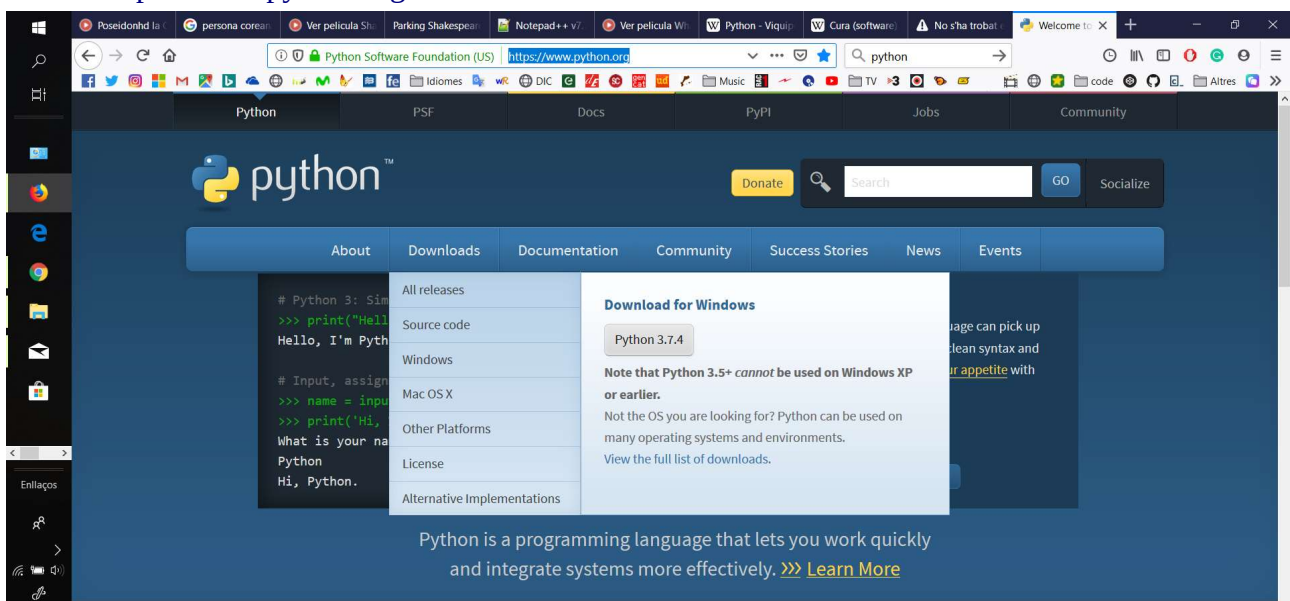 Poseidonhd la
persona corean
Ver pelicula Sha
Parking Shakespear
Notepad++ v7.
Ver pelicula Wh
Python - Viquip
Cura (software)
No s'ha trobat
Welcome to
Python Software Foundation (US)
https://www.python.org
python
Idiomes
DIC
Music
TV
code
Altres
Python
PSF
Docs
PyPI
Jobs
Community
python™
Donate
Search
GO
Socialize
About
Downloads
Documentation
Community
Success Stories
News
Events
# Python 3: Sim
>>> print("Hell
Hello, I'm Pyth
# Input, assign
>>> name = inpu
>>> print('Hi,
What is your na
Python
Hi, Python.
All releases
Source code
Windows
Mac OS X
Other Platforms
License
Alternative Implementations
Download for Windows
Python 3.7.4
Note that Python 3.5+ cannot be used on Windows XP
or earlier.
Not the OS you are looking for? Python can be used on
many operating systems and environments.
View the full list of downloads.
uage can pick up
clean syntax and
ur appetite with
Python is a programming language that lets you work quickly
and integrate systems more effectively. >>> Learn More
Enllaços